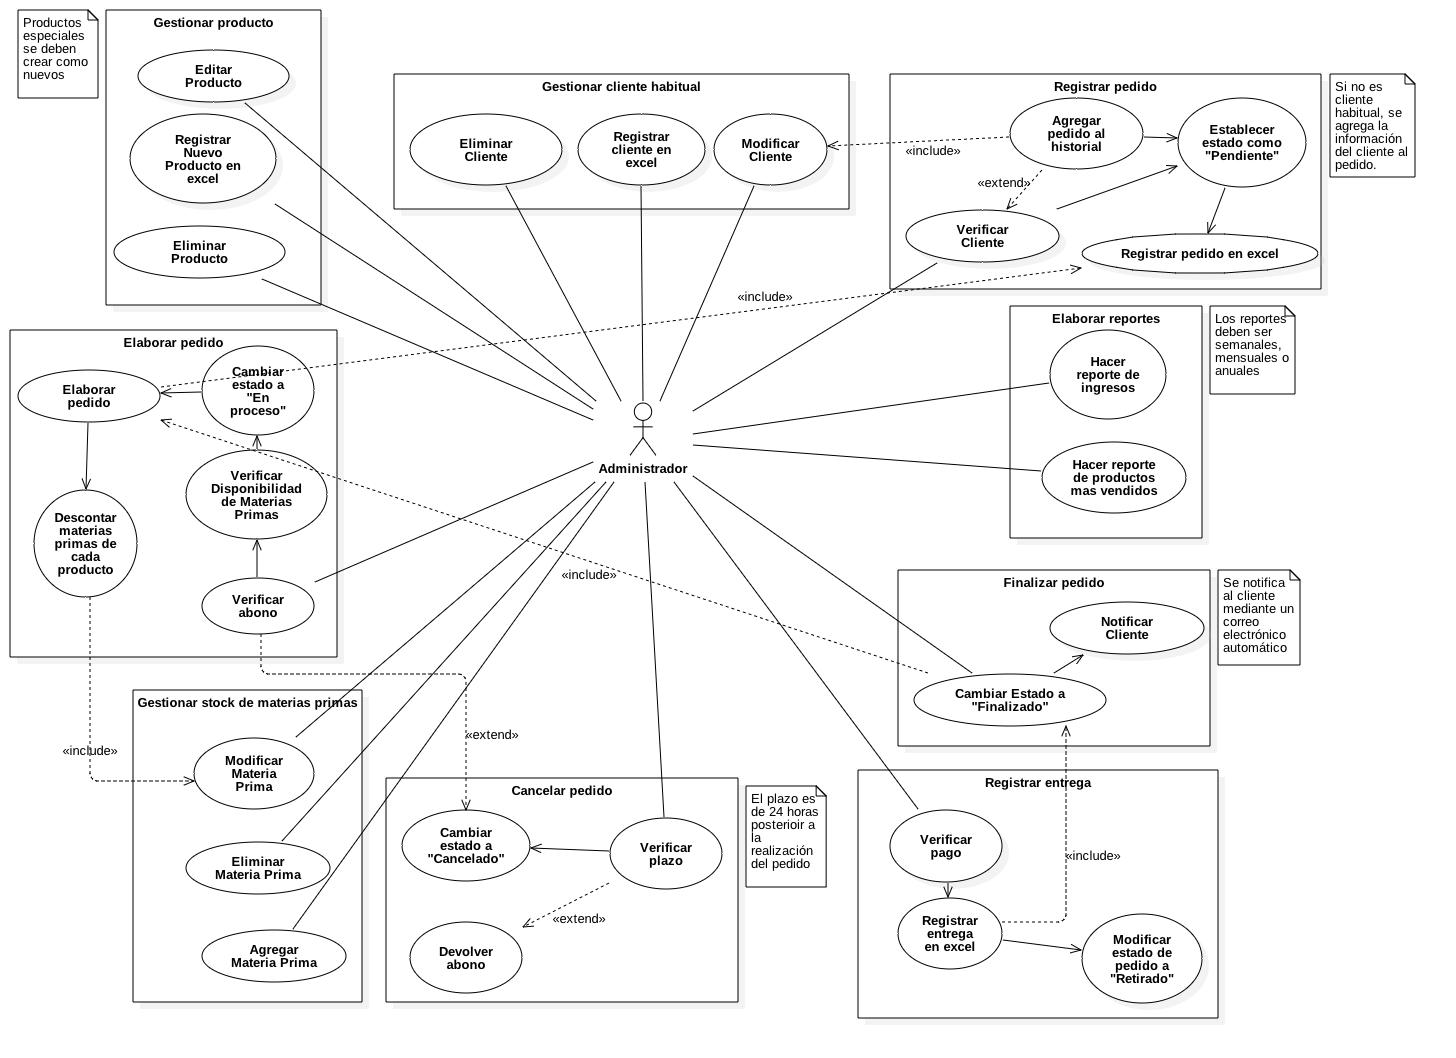 Productos
especiales
se deben
crear como
nuevos
Gestionar producto
Editar
Producto
Registrar
Nuevo
Producto en
excel
Eliminar
Producto
Gestionar cliente habitual
Eliminar
Cliente
Registrar
cliente en
excel
Modificar
Cliente
«include»
Registrar pedido
Agregar
pedido al
historial
Establecer
estado como
"Pendiente"
«extend»
Verificar
Cliente
Registrar pedido en excel
Si no es
cliente
habitual, se
agrega la
información
del cliente al
pedido.
«include»
Elaborar pedido
Elaborar
pedido
Cambiar
estado a
"En
proceso"
Verificar
Disponibilidad
de Materias
Primas
Descontar
materias
primas de
cada
producto
Verificar
abono
Administrador
Elaborar reportes
Hacer
reporte de
ingresos
Hacer reporte
de productos
mas vendidos
Los reportes
deben ser
semanales,
mensuales o
anuales
«include»
Finalizar pedido
Notificar
Cliente
Cambiar Estado a
"Finalizado"
Se notifica
al cliente
mediante un
correo
electrónico
automático
Gestionar stock de materias primas
«include»
Modificar
Materia
Prima
Eliminar
Materia Prima
Agregar
Materia Prima
«extend»
Cancelar pedido
Cambiar
estado a
"Cancelado"
Verificar
plazo
«extend»
Devolver
abono
El plazo es
de 24 horas
posterioir a
la
realización
del pedido
Registrar entrega
Verificar
pago
«include»
Registrar
entrega
en excel
Modificar
estado de
pedido a
"Retirado"